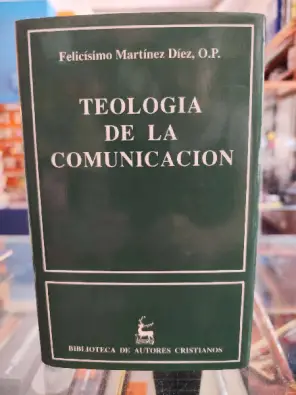 Felicísimo Martínez Díez, O.P.
TEOLOGIA
DE LA
COMUNICACION
BIBLIOTECA DE AUTORES CRISTIANOS